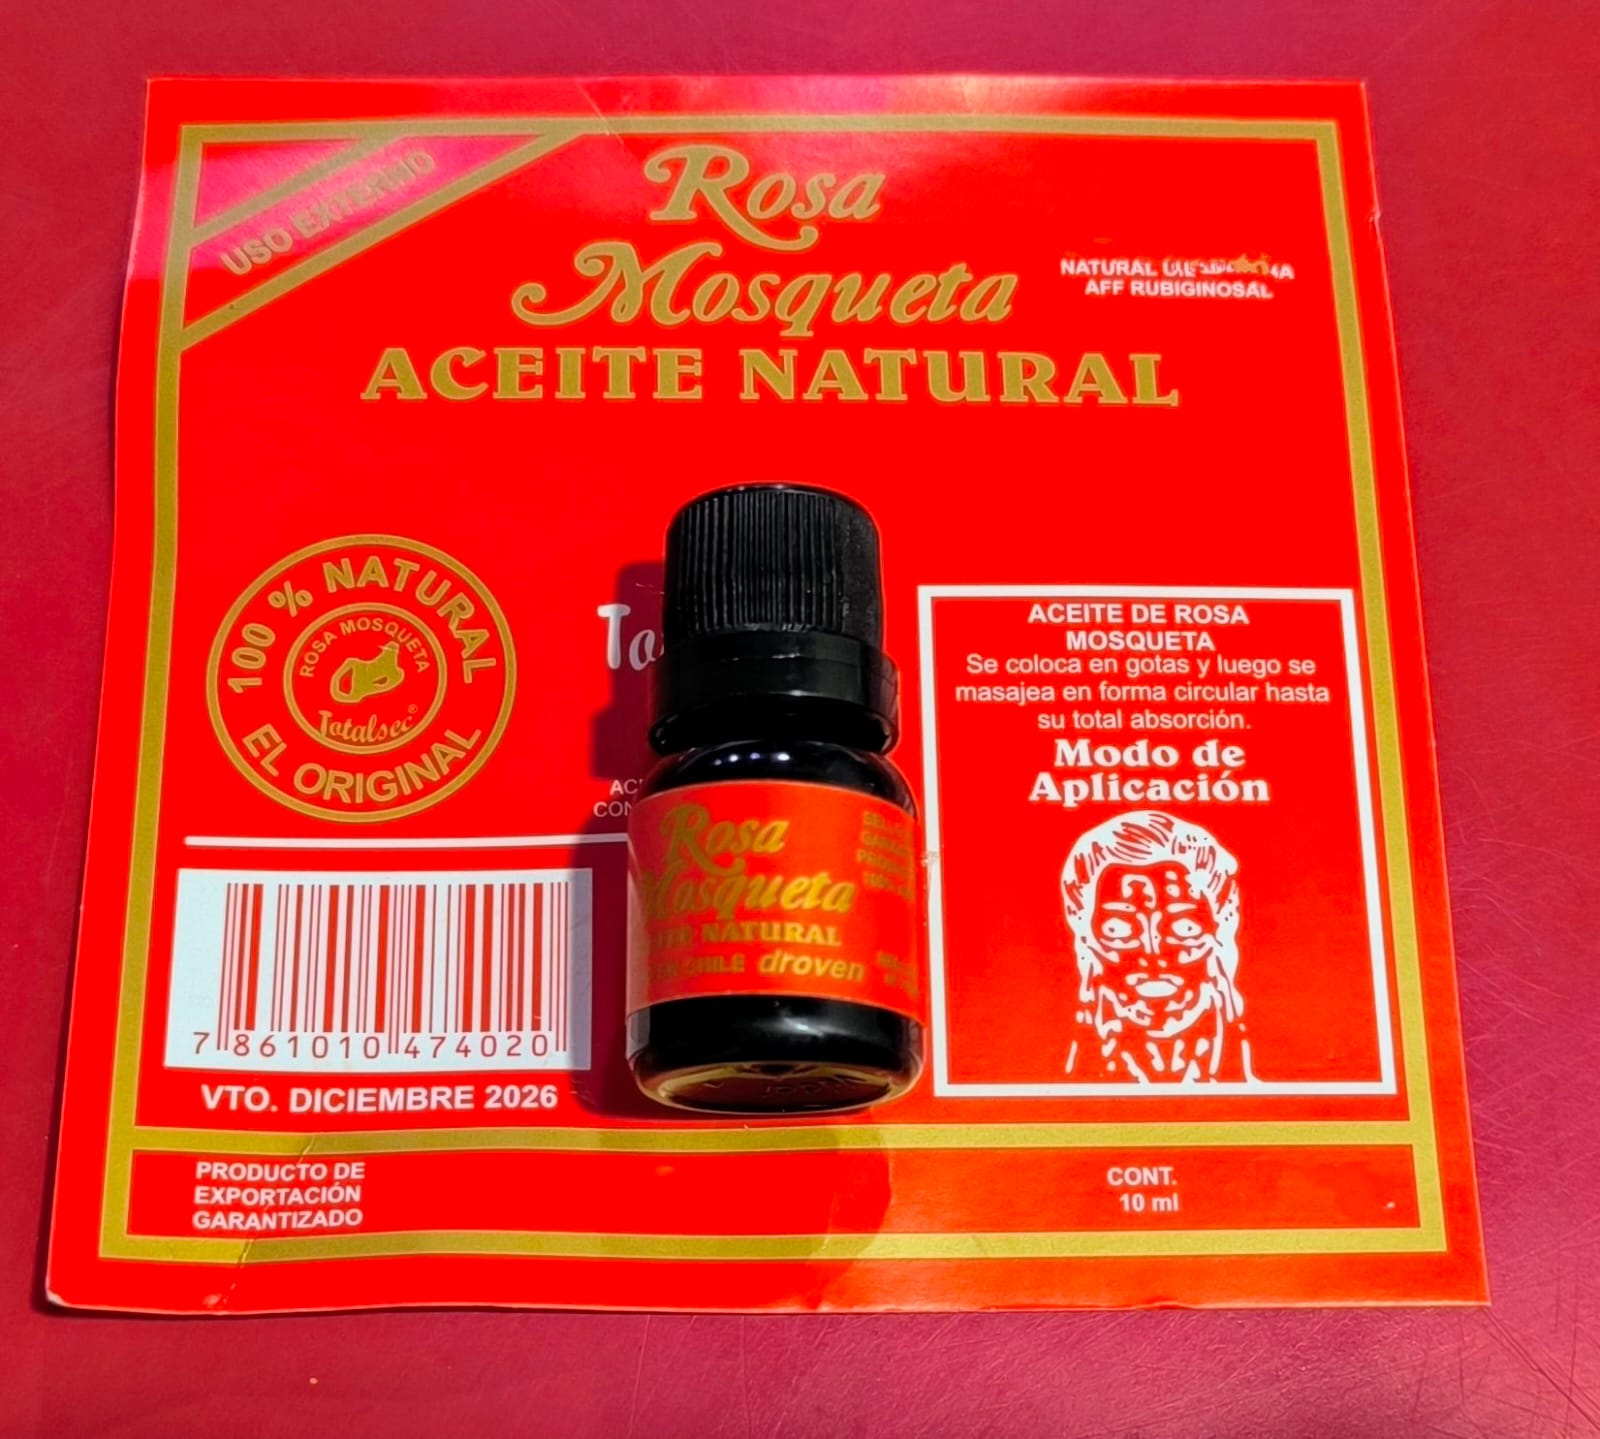 USO EXTERNO
Rosa
Mosqueta
ACEITE NATURAL
NATURAL
AFF RUBIGINOSAL
100 % NATURAL
ROSA MOSQUETA
Totalsec®
EL ORIGINAL
ACEITE DE ROSA
MOSQUETA
Se coloca en gotas y luego se
masajea en forma circular hasta
su total absorción.
Modo de
Aplicación
Rosa
Mosqueta
NATURAL
CHILE droven
7 861010 474020
VTO. DICIEMBRE 2026
PRODUCTO DE
EXPORTACIÓN
GARANTIZADO
CONT.
10 ml